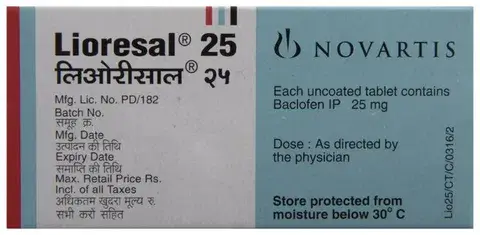 Lioresal® 25
लिओरीसाल® २५
Mfg. Lic. No. PD/182
Batch No.
समूह क्र.
Mfg. Date
उत्पादन की तिथि
Expiry Date
समाप्ति की तिथि
Max. Retail Price Rs.
Incl. of all Taxes
अधिकतम खुदरा मूल्य रु.
सभी करों सहित
NOVARTIS
Each uncoated tablet contains
Baclofen IP 25 mg
Dose : As directed by
the physician
Store protected from
moisture below 30° C
Lio25/CT/C/0316/2